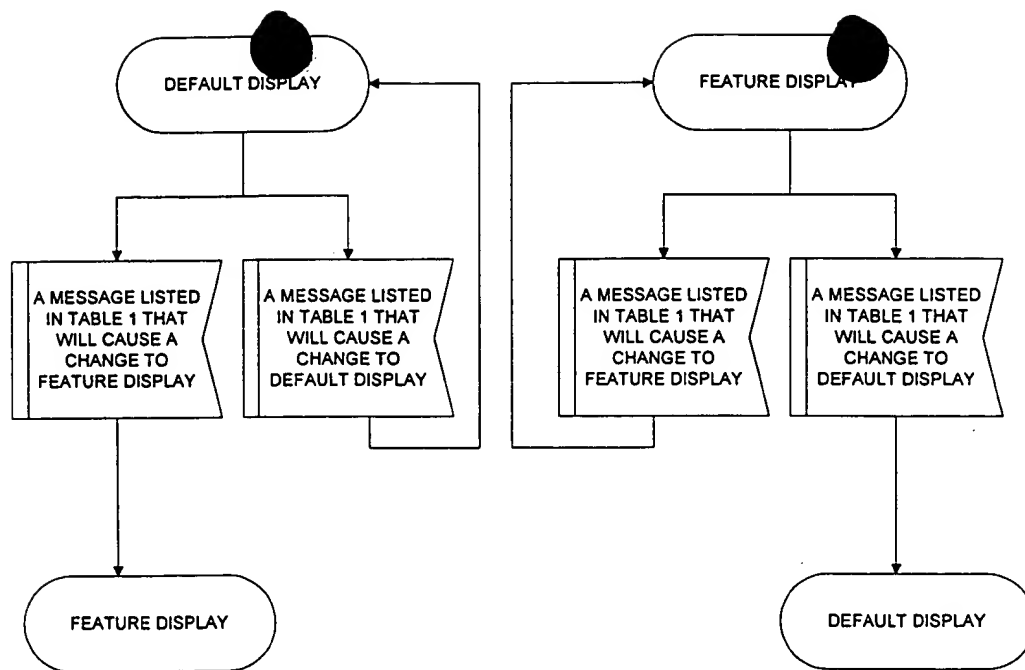 DEFAULT DISPLAY
FEATURE DISPLAY
A MESSAGE LISTED
IN TABLE 1 THAT
WILL CAUSE A
CHANGE TO
FEATURE DISPLAY
A MESSAGE LISTED
IN TABLE 1 THAT
WILL CAUSE A
CHANGE TO
DEFAULT DISPLAY
A MESSAGE LISTED
IN TABLE 1 THAT
WILL CAUSE A
CHANGE TO
FEATURE DISPLAY
A MESSAGE LISTED
IN TABLE 1 THAT
WILL CAUSE A
CHANGE TO
DEFAULT DISPLAY
FEATURE DISPLAY
DEFAULT DISPLAY